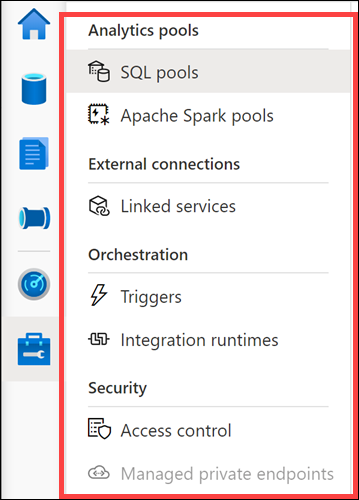 Analytics pools
SQL pools
Apache Spark pools
External connections
Linked services
Orchestration
Triggers
Integration runtimes
Security
Access control
Managed private endpoints